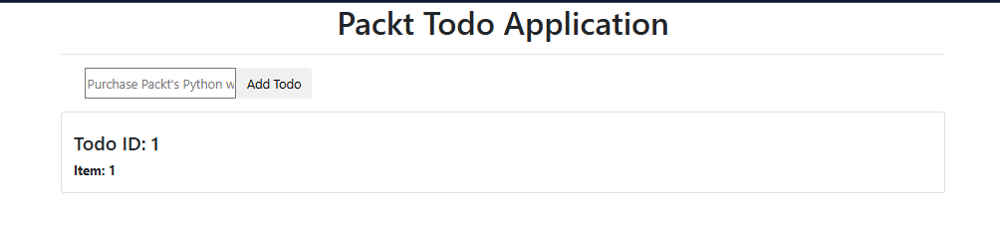 Packt Todo Application
Purchase Packt's Python w Add Todo
Todo ID: 1
Item: 1